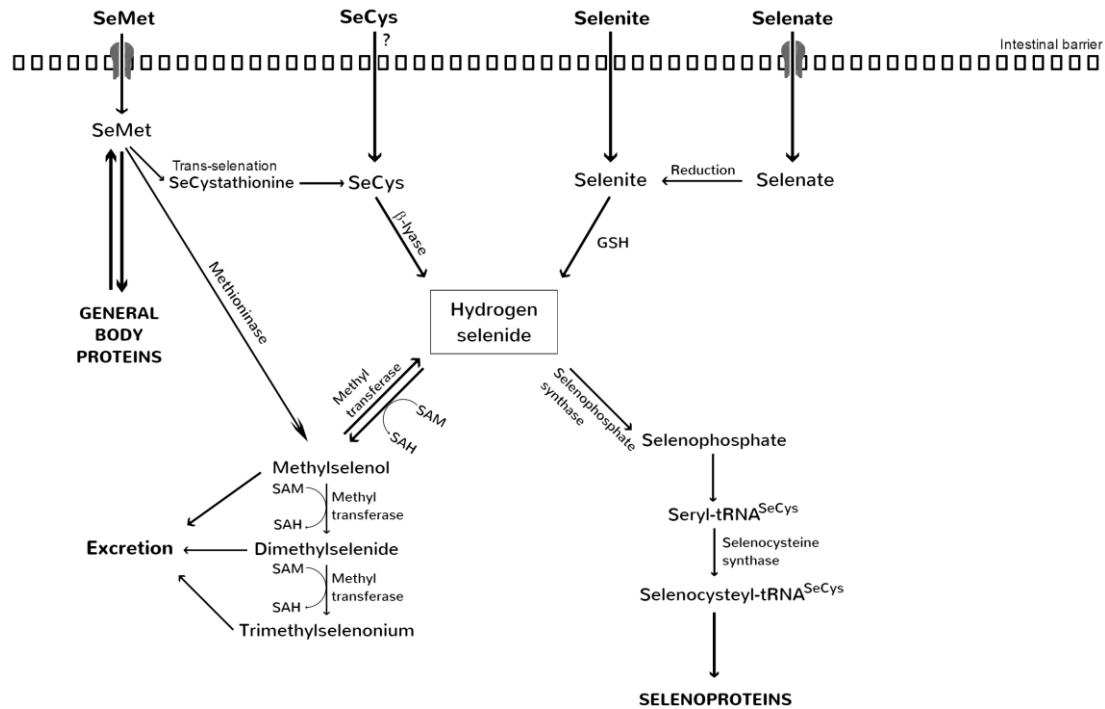 SeMet
SeCys
Selenite
Selenate
?
Intestinal barrier
SeMet
Trans-selenation
SeCystathionine
SeCys
Selenite
Reduction
Selenate
β-lyase
GSH
Methioninase
GENERAL
BODY
PROTEINS
Hydrogen
selenide
Methyl
transferase
SAM
SAH
Selenophosphate
synthase
Selenophosphate
Methylselenol
SAM
SAH
Methyl
transferase
Seryl-tRNA^SeCys
Selenocysteine
synthase
Excretion
Dimethylselenide
SAM
SAH
Methyl
transferase
Selenocysteyl-tRNA^SeCys
Trimethylselenonium
SELENOPROTEINS